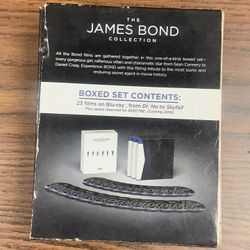 THE
JAMES BOND
COLLECTION
All the Bond films are gathered together in this one-of-a-kind boxed set-
every gorgeous girl, nefarious villain and charismatic star from Sean Connery to
Daniel Craig. Experience BOND with this fitting tribute to the most iconic and
enduring secret agent in movie history.
BOXED SET CONTENTS:
23 films on Blu-ray, from Dr. No to Skyfall
Plus space reserved for SPECTRE. (Coming 2015)